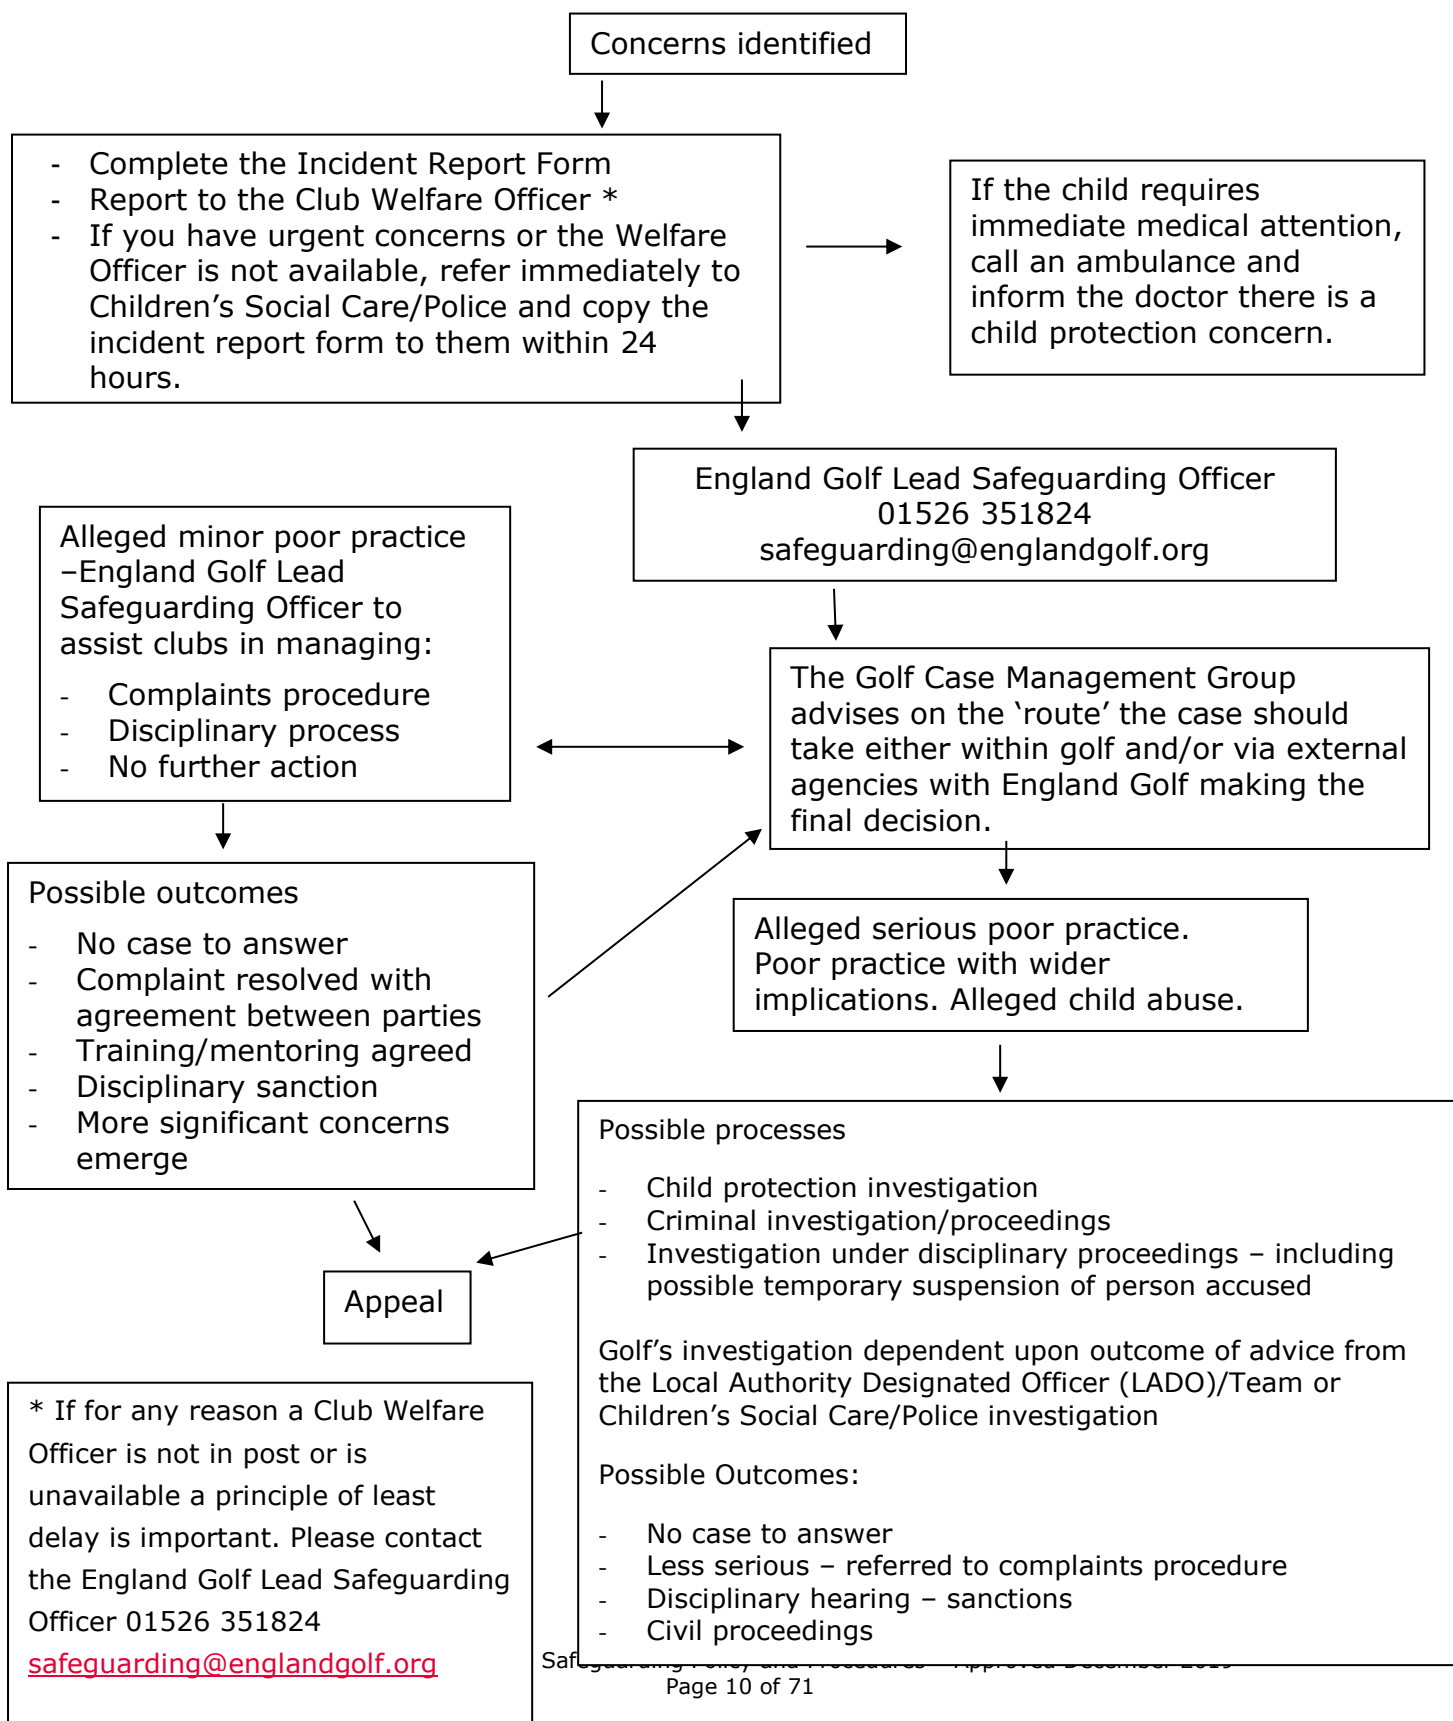 Concerns identified
- Complete the Incident Report Form
- Report to the Club Welfare Officer *
- If you have urgent concerns or the Welfare
Officer is not available, refer immediately to
Children’s Social Care/Police and copy the
incident report form to them within 24
hours.
If the child requires
immediate medical attention,
call an ambulance and
inform the doctor there is a
child protection concern.
England Golf Lead Safeguarding Officer
01526 351824
safeguarding@englandgolf.org
Alleged minor poor practice
–England Golf Lead
Safeguarding Officer to
assist clubs in managing:
- Complaints procedure
- Disciplinary process
- No further action
The Golf Case Management Group
advises on the ‘route’ the case should
take either within golf and/or via external
agencies with England Golf making the
final decision.
Possible outcomes
- No case to answer
- Complaint resolved with
agreement between parties
- Training/mentoring agreed
- Disciplinary sanction
- More significant concerns
emerge
Alleged serious poor practice.
Poor practice with wider
implications. Alleged child abuse.
Possible processes
- Child protection investigation
- Criminal investigation/proceedings
- Investigation under disciplinary proceedings – including
possible temporary suspension of person accused
Golf’s investigation dependent upon outcome of advice from
the Local Authority Designated Officer (LADO)/Team or
Children’s Social Care/Police investigation
Possible Outcomes:
- No case to answer
- Less serious – referred to complaints procedure
- Disciplinary hearing – sanctions
- Civil proceedings
Appeal
* If for any reason a Club Welfare
Officer is not in post or is
unavailable a principle of least
delay is important. Please contact
the England Golf Lead Safeguarding
Officer 01526 351824
safeguarding@englandgolf.org
Safeguarding Policy and Procedures – Approved December 2019
Page 10 of 71